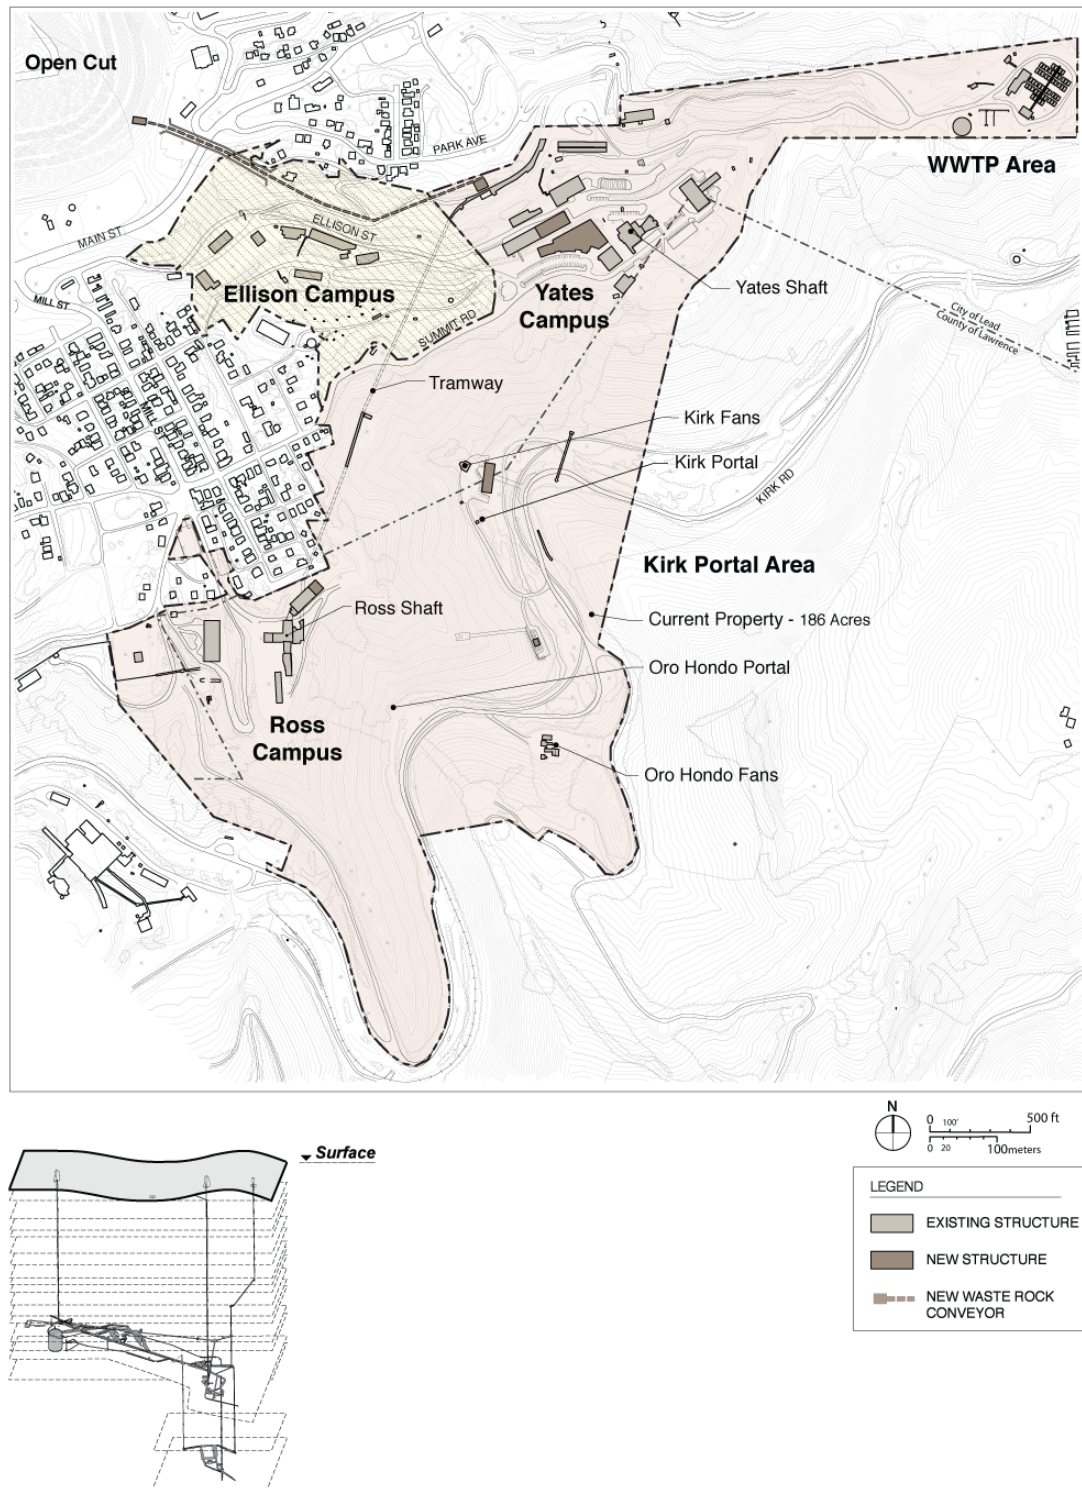 Open Cut
PARK AVE
WWTP Area
MAIN ST
ELLISON ST
MILL ST
Ellison Campus
SUMMIT RD
Yates
Campus
Yates Shaft
City of Lead
County of Lawrence
Tramway
MILL ST
Kirk Fans
Kirk Portal
KIRK RD
Kirk Portal Area
Ross Shaft
Current Property - 186 Acres
Oro Hondo Portal
Ross
Campus
Oro Hondo Fans
N
0 100' 500 ft
0 20 100meters
Surface
LEGEND
EXISTING STRUCTURE
NEW STRUCTURE
NEW WASTE ROCK
CONVEYOR